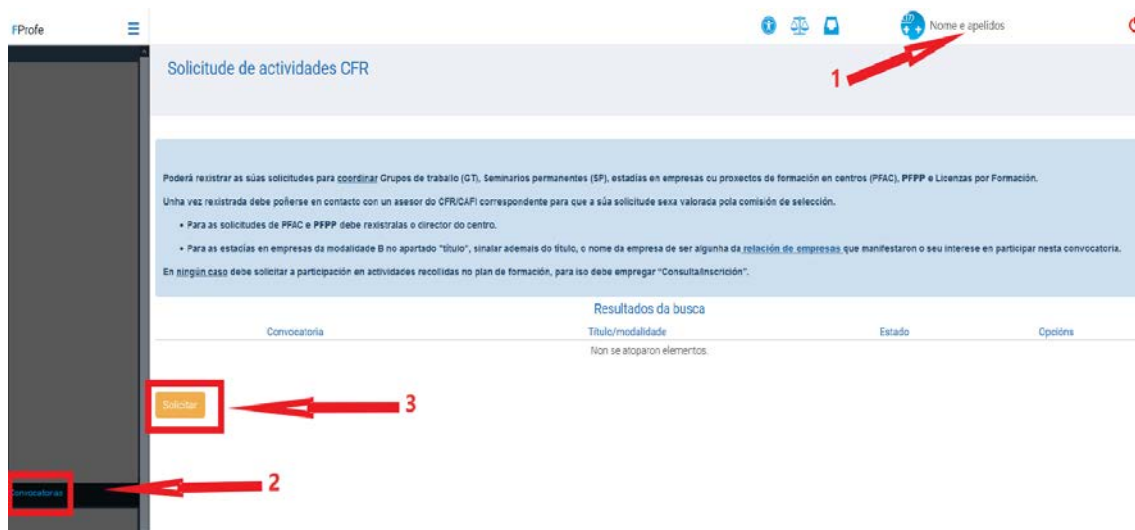 FProfe
Nome e apelidos
1
Solicitude de actividades CFR
Poderá rexistrar as súas solicitudes para coordinar Grupos de traballo (GT), Seminarios permanentes (SP), estadías en empresas ou proxectos de formación en centros (PFAC), PFPP e Licenzas por Formación.
Unha vez rexistrada debe poñerse en contacto con un asesor do CFR/CAFI correspondente para que a súa solicitude sexa valorada pola comisión de selección.
• Para as solicitudes de PFAC e PFPP debe rexistralas o director do centro.
• Para as estadías en empresas da modalidade B no apartado "título", sinalar ademais do título, o nome da empresa de ser algunha da relación de empresas que manifestaron o seu interese en participar nesta convocatoria.
En ningún caso debe solicitar a participación en actividades recollidas no plan de formación, para iso debe empregar "Consulta/Inscrición".
Resultados da busca
Convocatoria Título/modalidade Estado Opcións
Non se atoparon elementos.
Solicitar
3
Convocatorias
2